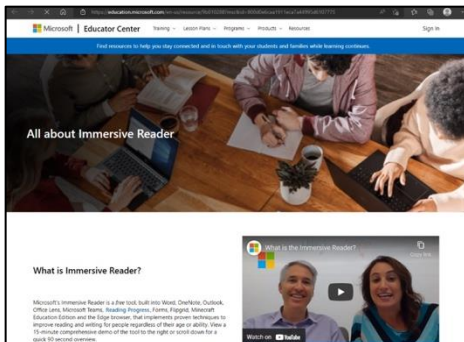 Microsoft | Educator Center Training Lesson Plans Programs Products Resources Sign in
Find resources to help you stay connected and in touch with your students and families while learning continues.
All about Immersive Reader
What is the Immersive Reader?
Copy link
What is Immersive Reader?
Microsoft's Immersive Reader is a free tool, built into Word, OneNote, Outlook,
Office Lens, Microsoft Teams, Reading Progress, Forms, Flipgrid, Minecraft
Education Edition and the Edge browser, that implements proven techniques to
improve reading and writing for people regardless of their age or ability. View a
15-minute comprehensive demo of the tool to the right or scroll down for a
quick 90 second overview.
Watch on YouTube